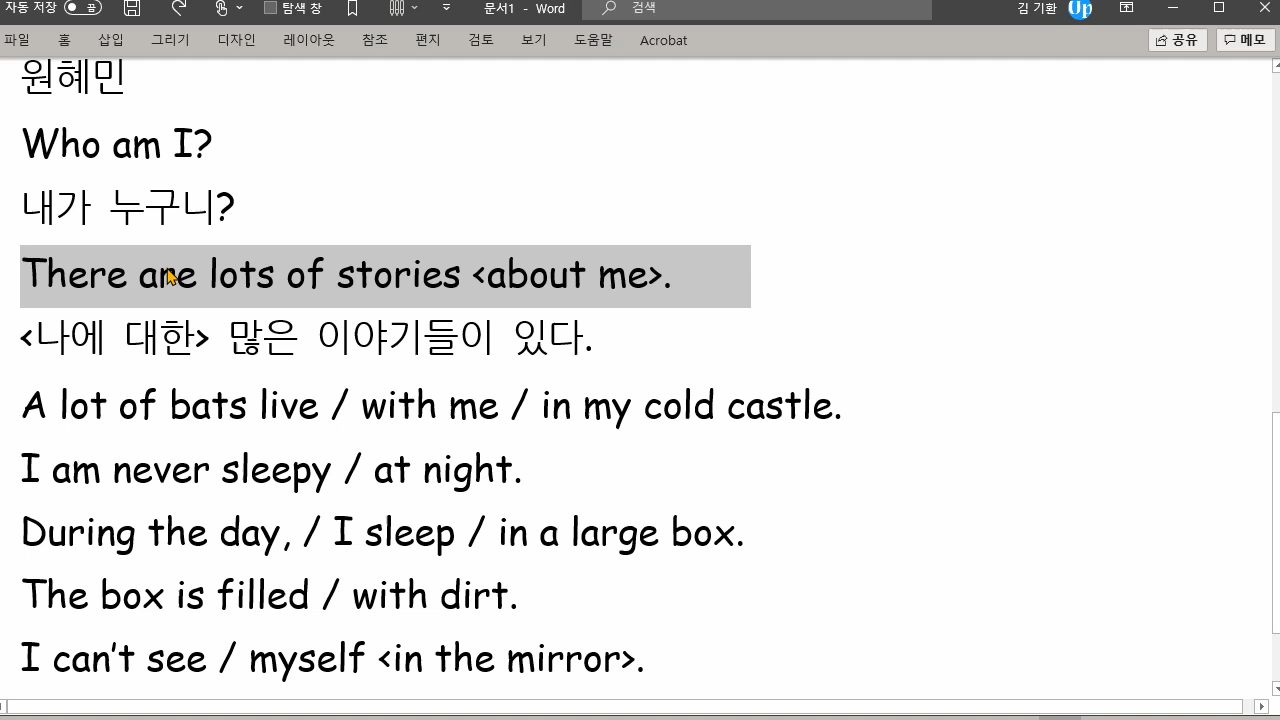 자동 저장 끔 탐색 창 문서1 - Word 검색 김 기환 Up
파일 홈 삽입 그리기 디자인 레이아웃 참조 편지 검토 보기 도움말 Acrobat 공유 메모
원혜민
Who am I?
내가 누구니?
There are lots of stories <about me>.
<나에 대한> 많은 이야기들이 있다.
A lot of bats live / with me / in my cold castle.
I am never sleepy / at night.
During the day, / I sleep / in a large box.
The box is filled / with dirt.
I can't see / myself <in the mirror>.